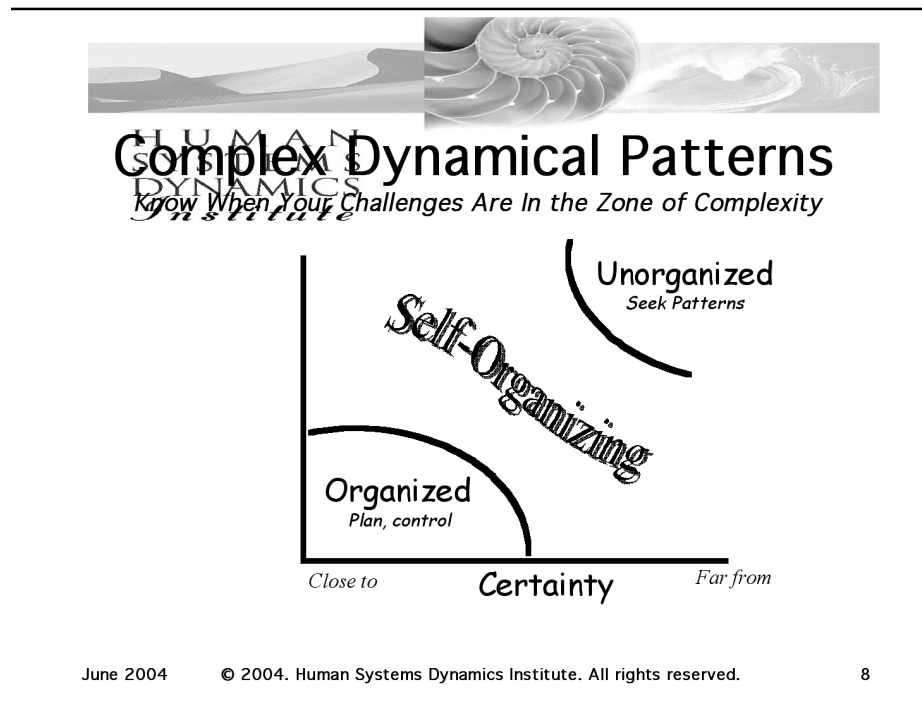 HUMAN
SYSTEMS
DYNAMICS
Institute
Complex Dynamical Patterns
Know When Your Challenges Are In the Zone of Complexity
Unorganized
Seek Patterns
Self-Organizing
Organized
Plan, control
Close to
Certainty
Far from
June 2004 © 2004. Human Systems Dynamics Institute. All rights reserved. 8